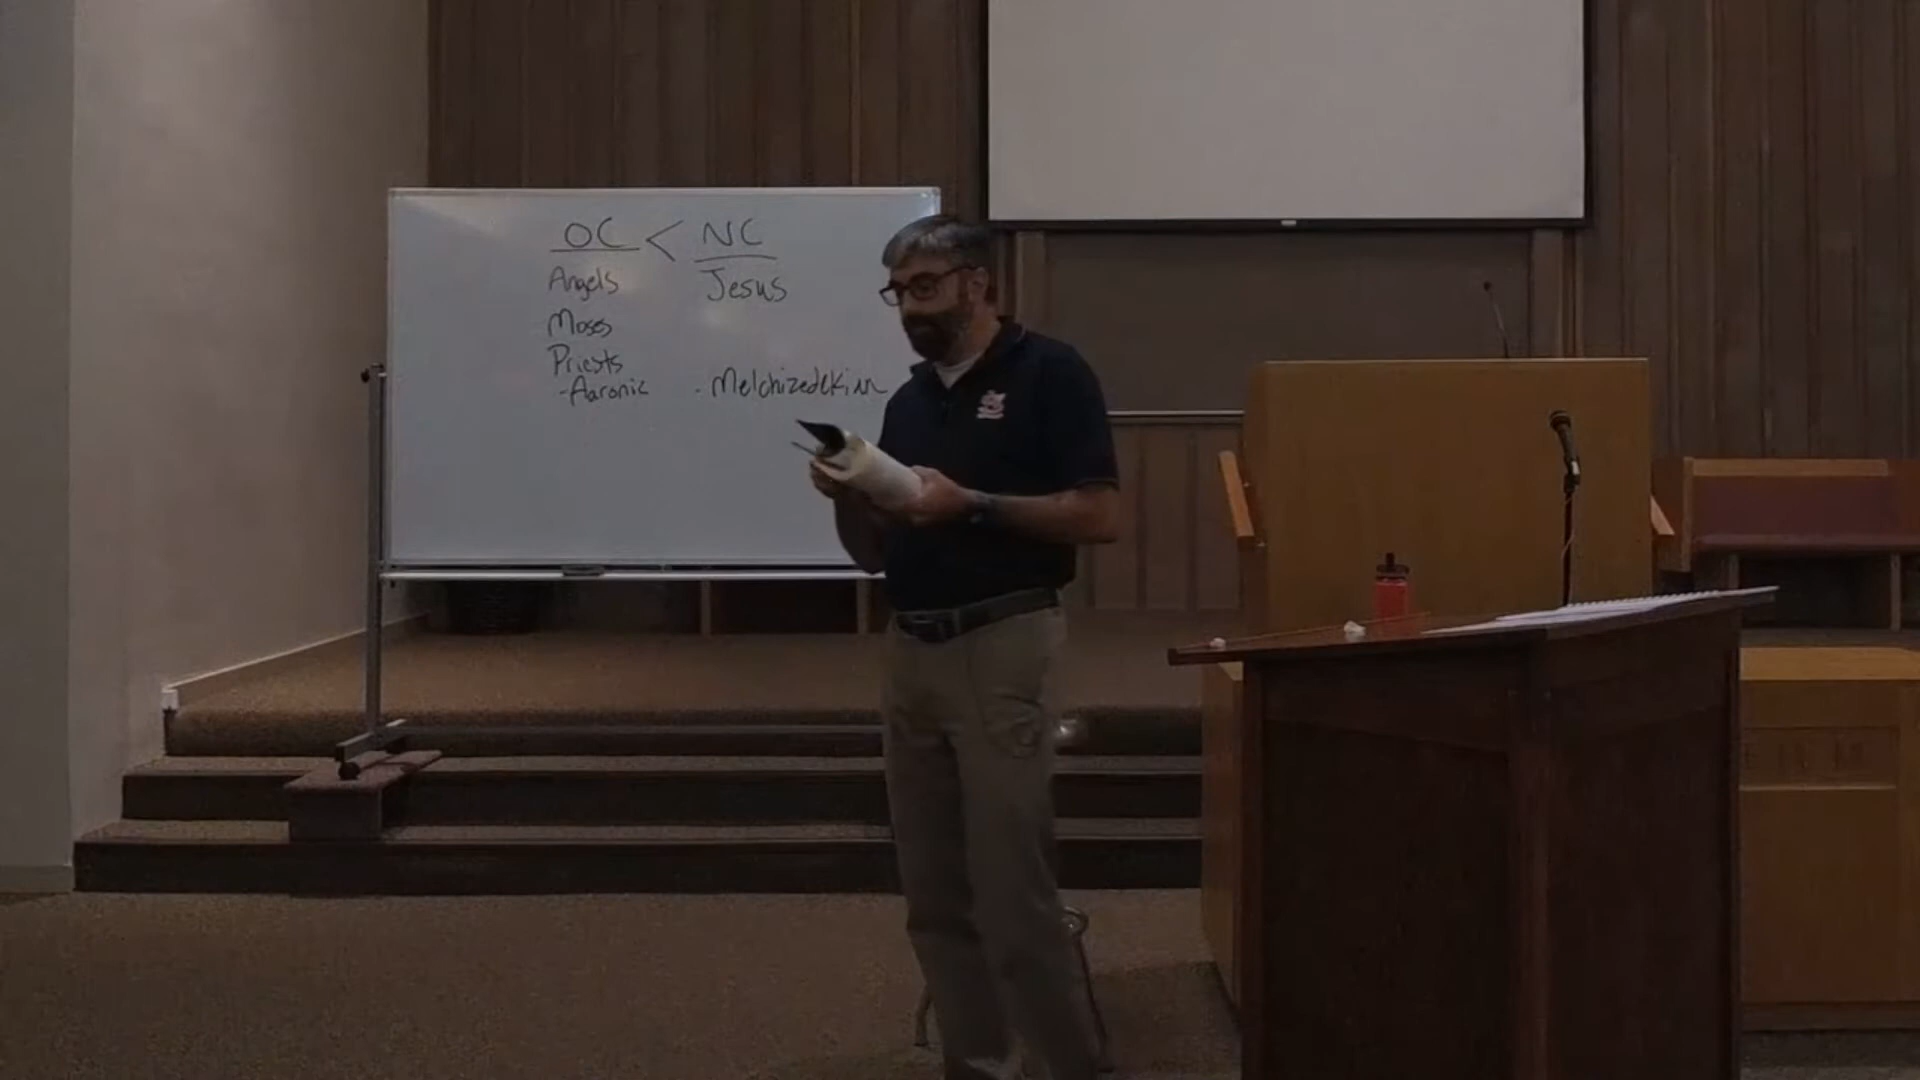 OC < NC
Angels Jesus
Moses
Priests
-Aaronic - Melchizedekian